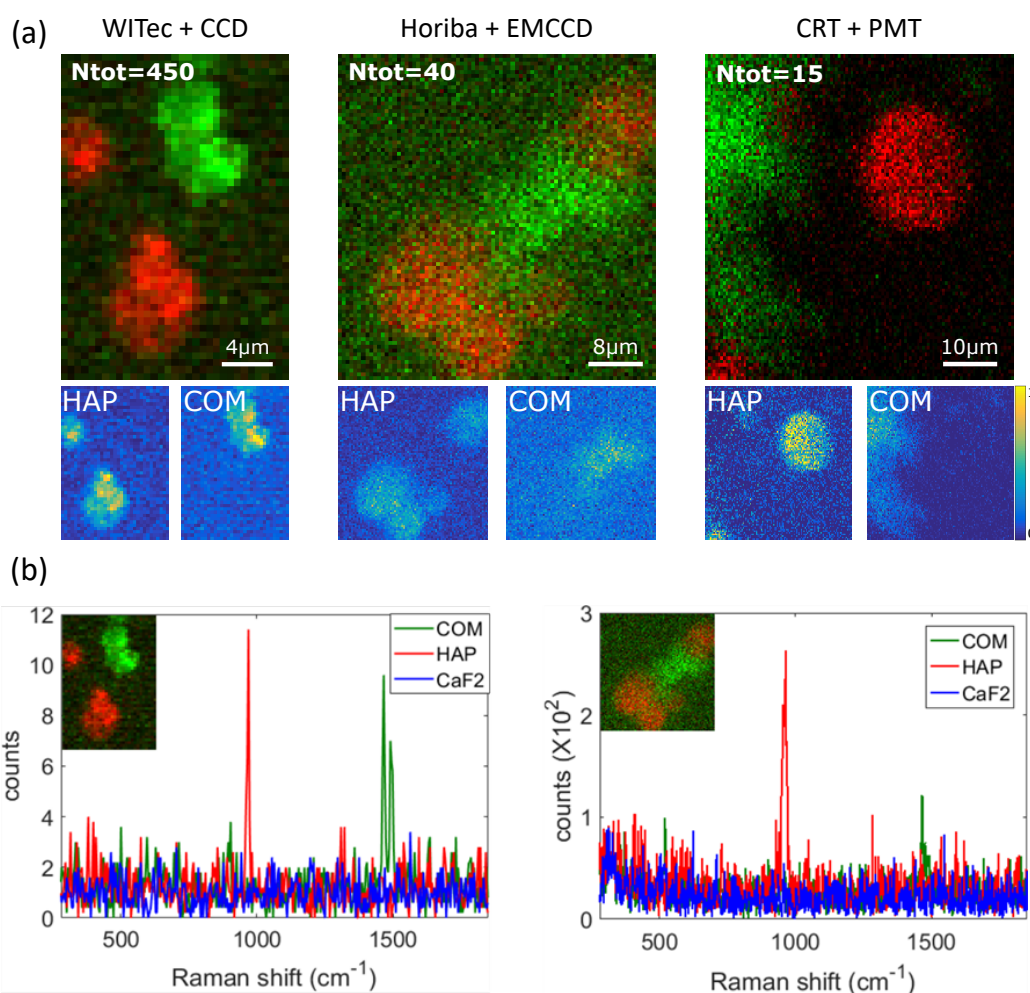 (a)
WITec + CCD
Horiba + EMCCD
CRT + PMT
Ntot=450
Ntot=40
Ntot=15
4μm
8μm
10μm
HAP
COM
HAP
COM
HAP
COM
(b)
12
10
8
6
4
2
0
counts
500
1000
1500
Raman shift (cm⁻¹)
COM
HAP
CaF2
3
2
1
0
counts (X10²)
500
1000
1500
Raman shift (cm⁻¹)
COM
HAP
CaF2